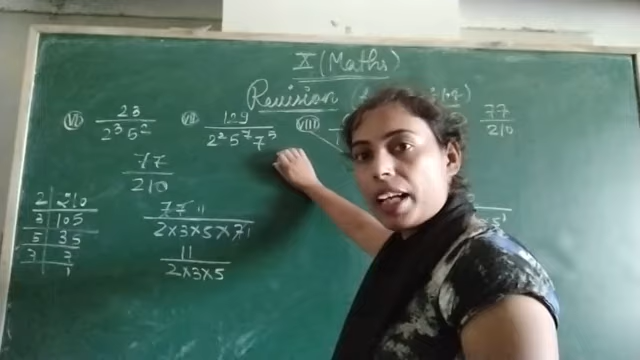 X (Maths)
Revision
VI 23 / 2³5²
VII 129 / 2²5⁷7⁵
VIII
77 / 210
77 / 210
2 | 210
3 | 105
5 | 35
7 | 7
1
77 11 / 2×3×5×7 1
11 / 2×3×5